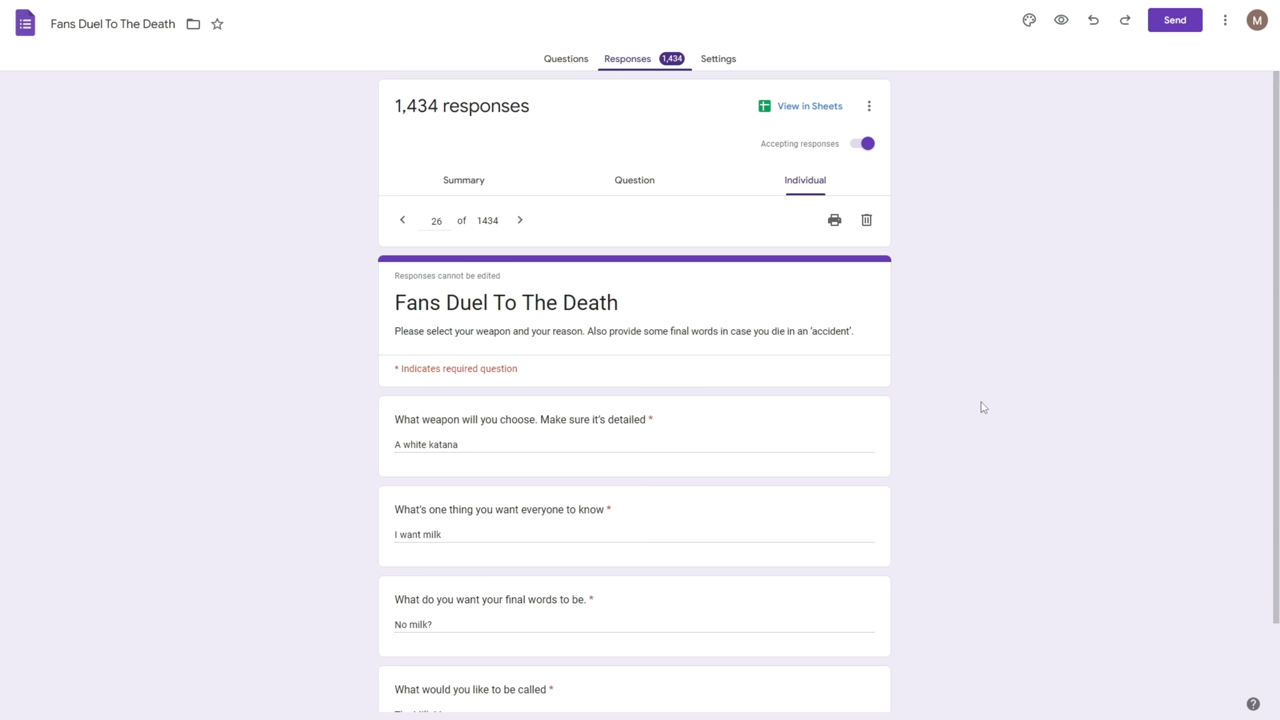 Fans Duel To The Death
Send
M
Questions
Responses 1,434
Settings
1,434 responses
View in Sheets
Accepting responses
Summary
Question
Individual
26 of 1434
Responses cannot be edited
Fans Duel To The Death
Please select your weapon and your reason. Also provide some final words in case you die in an 'accident'.
* Indicates required question
What weapon will you choose. Make sure it's detailed *
A white katana
What's one thing you want everyone to know *
I want milk
What do you want your final words to be. *
No milk?
What would you like to be called *